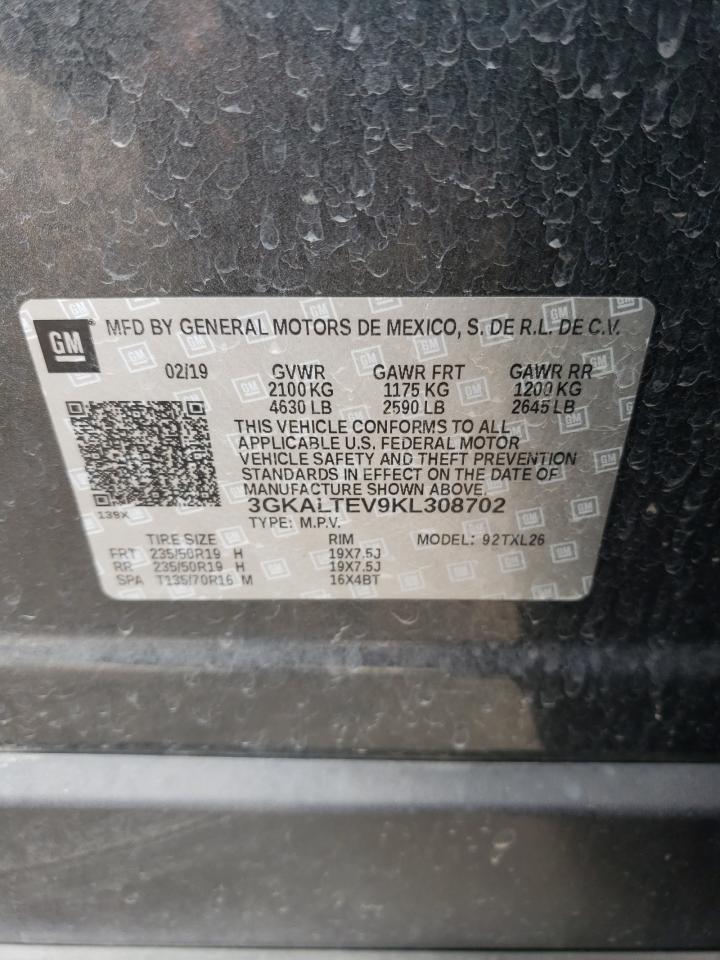 GM MFD BY GENERAL MOTORS DE MEXICO, S. DE R.L. DE C.V.
02/19 GVWR GAWR FRT GAWR RR
2100 KG 1175 KG 1200 KG
4630 LB 2590 LB 2645 LB
THIS VEHICLE CONFORMS TO ALL
APPLICABLE U.S. FEDERAL MOTOR
VEHICLE SAFETY AND THEFT PREVENTION
STANDARDS IN EFFECT ON THE DATE OF
MANUFACTURE SHOWN ABOVE.
139X 3GKALTEV9KL308702
TYPE: M.P.V.
TIRE SIZE RIM MODEL: 92TXL26
FRT 235/50R19 H 19X7.5J
RR 235/50R19 H 19X7.5J
SPA T135/70R16 M 16X4BT